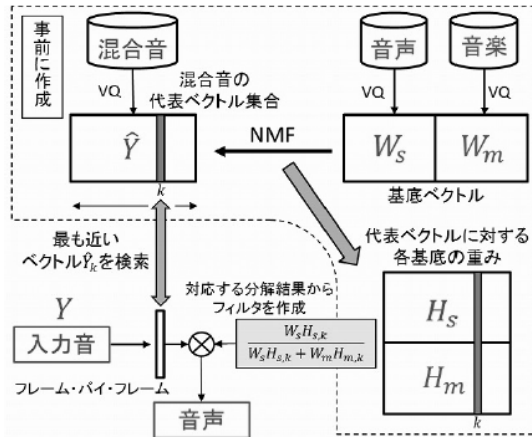 事前に作成
混合音
音声
音楽
VQ
VQ
VQ
混合音の
代表ベクトル集合
Ŷ
NMF
W_s
W_m
k
基底ベクトル
最も近い
ベクトルŶ_kを検索
代表ベクトルに対する
各基底の重み
対応する分解結果から
フィルタを作成
Y
入力音
W_sH_{s,k}
W_sH_{s,k} + W_mH_{m,k}
H_s
H_m
フレーム・バイ・フレーム
音声
k